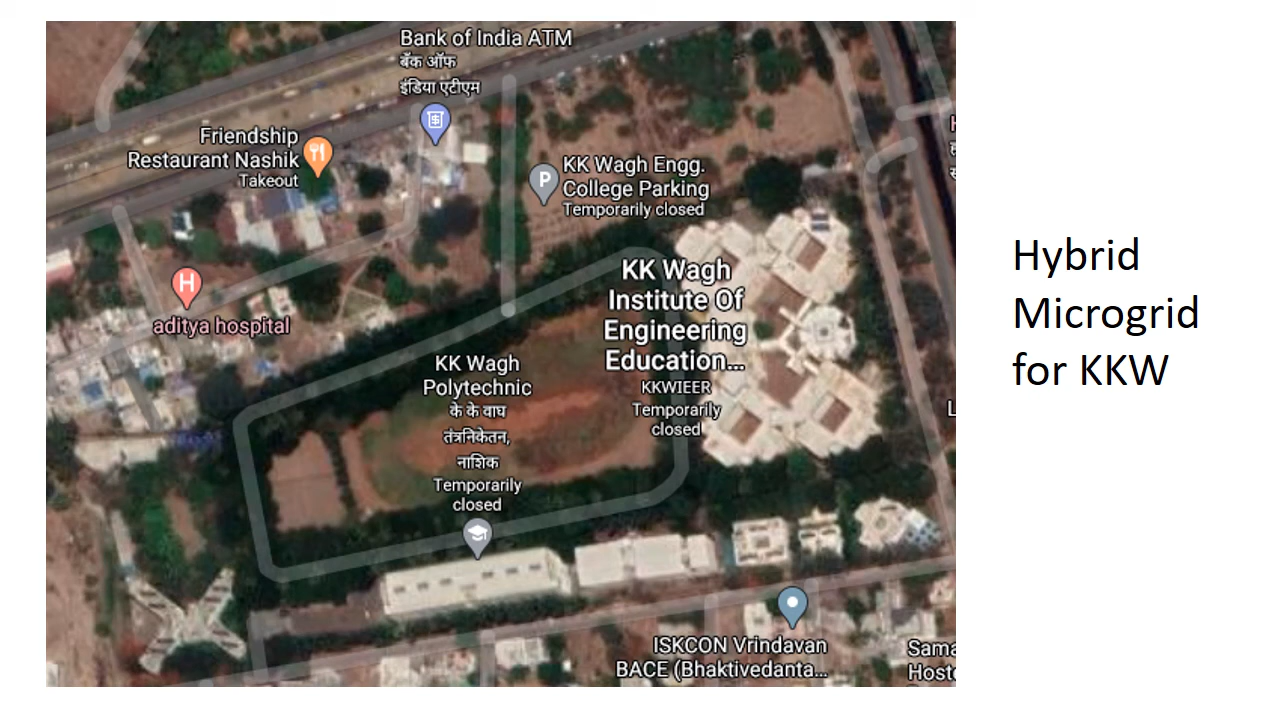 Bank of India ATM
बँक ऑफ
इंडिया एटीएम
Friendship
Restaurant Nashik
Takeout
P
KK Wagh Engg.
College Parking
Temporarily closed
H
aditya hospital
KK Wagh
Institute Of
Engineering
Education...
KKWIEER
Temporarily
closed
KK Wagh
Polytechnic
के के वाघ
तंत्रनिकेतन,
नाशिक
Temporarily
closed
ISKCON Vrindavan
BACE (Bhaktivedanta...
Sama
Host
Hybrid
Microgrid
for KKW